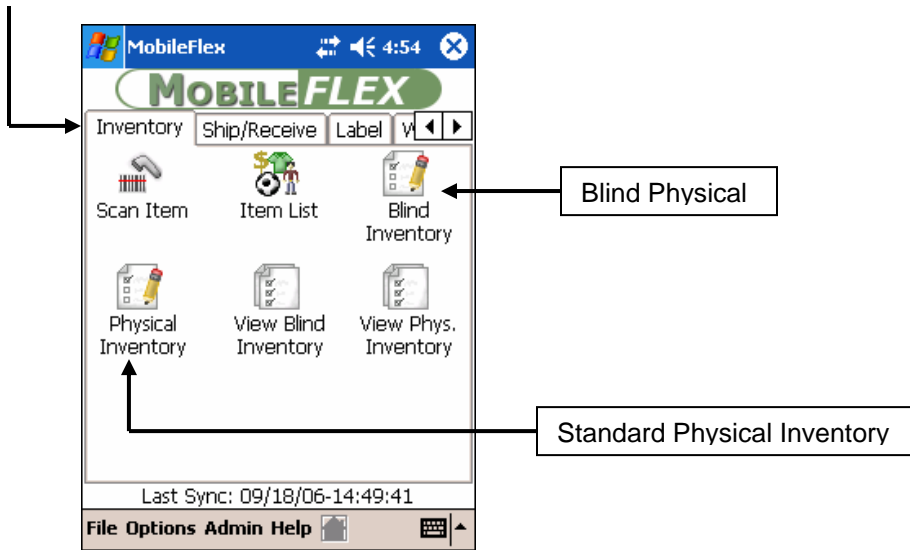 MobileFlex 4:54
MOBILEFLEX
Inventory Ship/Receive Label
Scan Item Item List Blind Inventory
Blind Physical
Physical Inventory View Blind Inventory View Phys. Inventory
Standard Physical Inventory
Last Sync: 09/18/06-14:49:41
File Options Admin Help